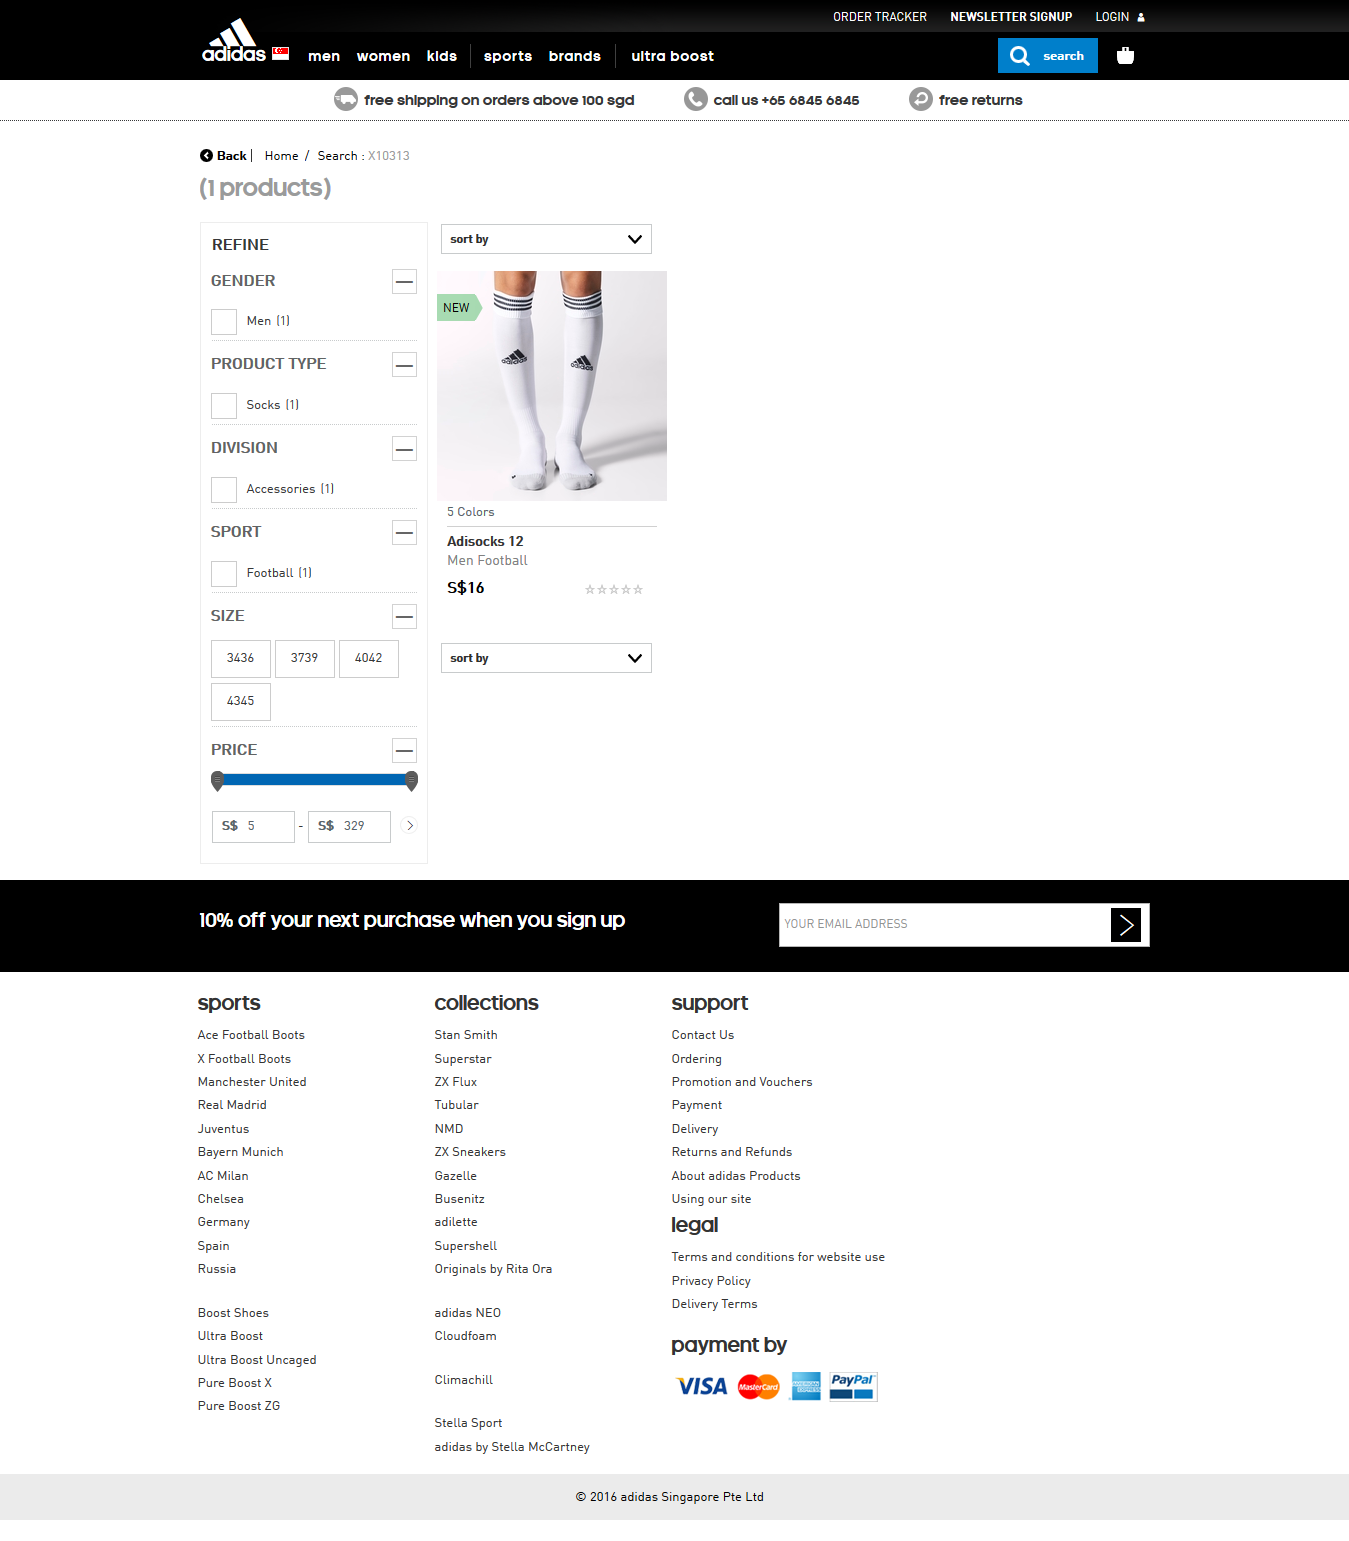 ORDER TRACKER NEWSLETTER SIGNUP LOGIN
adidas men women kids sports brands ultra boost search
free shipping on orders above 100 sgd call us +65 6845 6845 free returns
Back | Home / Search : X10313
(1 products)
REFINE
sort by
GENDER
Men (1)
PRODUCT TYPE
Socks (1)
DIVISION
Accessories (1)
SPORT
Football (1)
SIZE
3436 3739 4042
4345
PRICE
S$ 5 - S$ 329
NEW
adidas adidas
5 Colors
Adisocks 12
Men Football
S$16
sort by
10% off your next purchase when you sign up
YOUR EMAIL ADDRESS
sports
Ace Football Boots
X Football Boots
Manchester United
Real Madrid
Juventus
Bayern Munich
AC Milan
Chelsea
Germany
Spain
Russia
Boost Shoes
Ultra Boost
Ultra Boost Uncaged
Pure Boost X
Pure Boost ZG
collections
Stan Smith
Superstar
ZX Flux
Tubular
NMD
ZX Sneakers
Gazelle
Busenitz
adilette
Supershell
Originals by Rita Ora
adidas NEO
Cloudfoam
Climachill
Stella Sport
adidas by Stella McCartney
support
Contact Us
Ordering
Promotion and Vouchers
Payment
Delivery
Returns and Refunds
About adidas Products
Using our site
legal
Terms and conditions for website use
Privacy Policy
Delivery Terms
payment by
VISA MasterCard AMERICAN EXPRESS PayPal
© 2016 adidas Singapore Pte Ltd